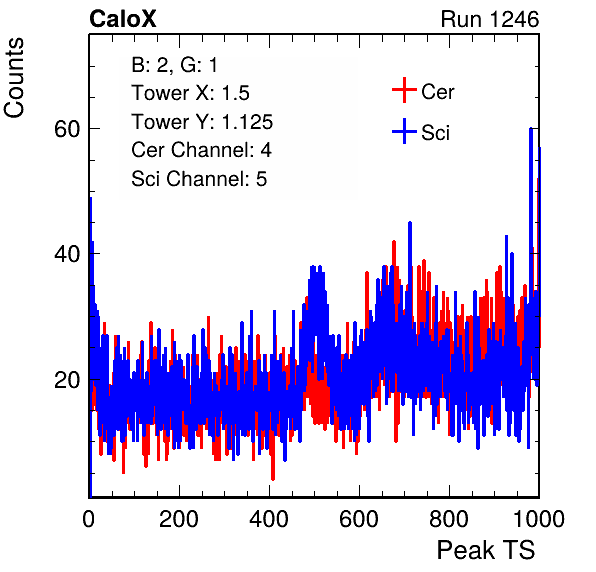 CaloX Run 1246
Counts
B: 2, G: 1
Tower X: 1.5
Tower Y: 1.125
Cer Channel: 4
Sci Channel: 5
Cer
Sci
60
40
20
0 200 400 600 800 1000
Peak TS